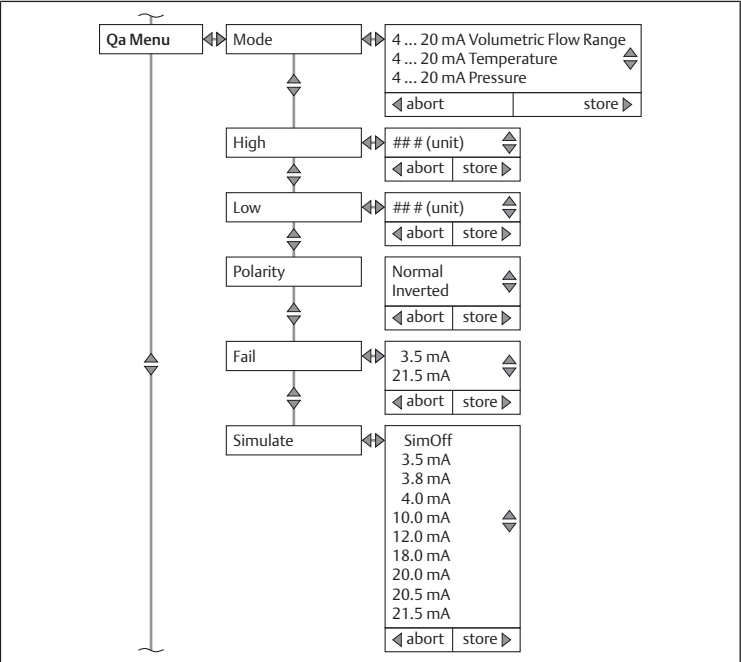 Qa Menu
Mode
4 ... 20 mA Volumetric Flow Range
4 ... 20 mA Temperature
4 ... 20 mA Pressure
abort store
High
## # (unit)
abort store
Low
## # (unit)
abort store
Polarity
Normal
Inverted
abort store
Fail
3.5 mA
21.5 mA
abort store
Simulate
SimOff
3.5 mA
3.8 mA
4.0 mA
10.0 mA
12.0 mA
18.0 mA
20.0 mA
20.5 mA
21.5 mA
abort store